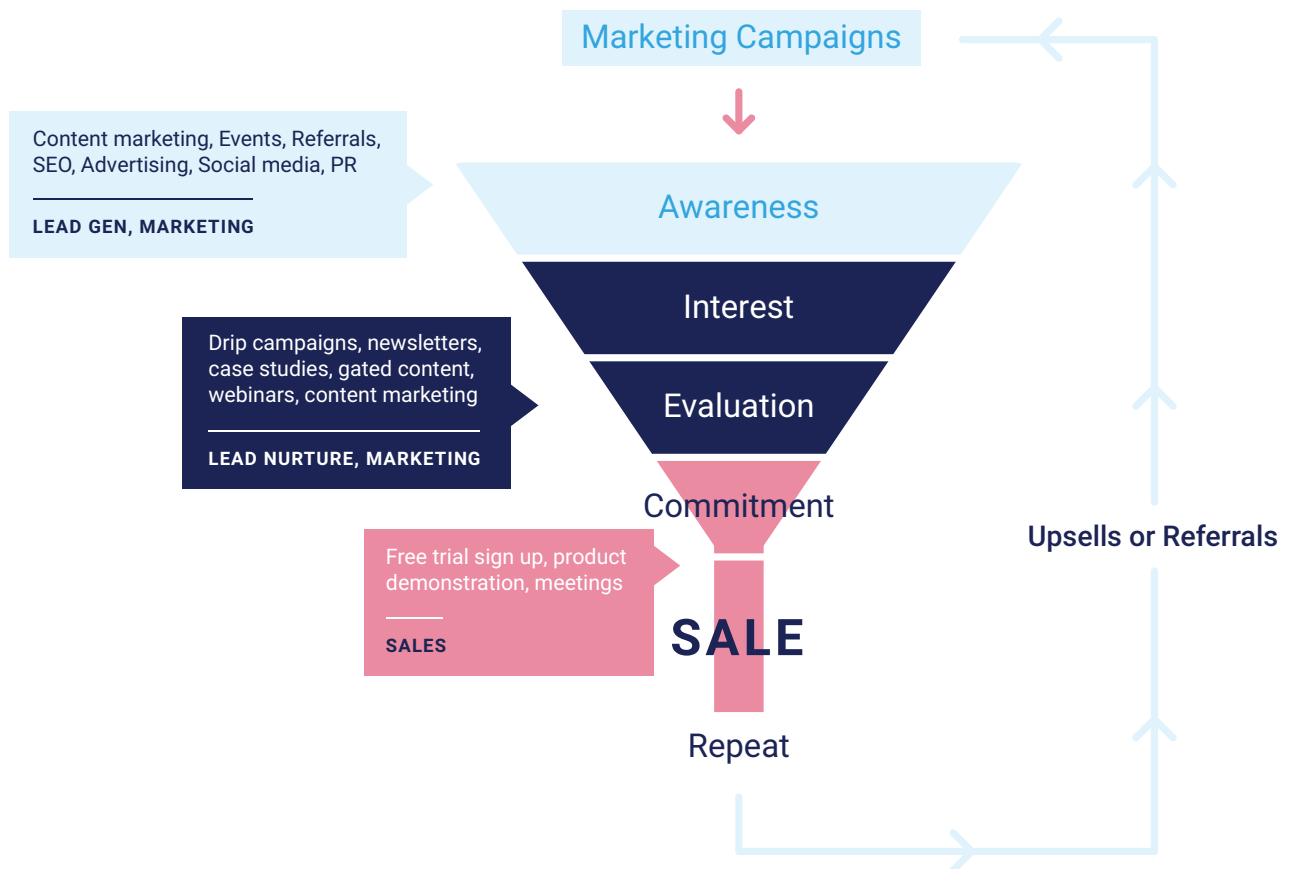 Marketing Campaigns
Content marketing, Events, Referrals,
SEO, Advertising, Social media, PR
LEAD GEN, MARKETING
Awareness
Interest
Drip campaigns, newsletters,
case studies, gated content,
webinars, content marketing
LEAD NURTURE, MARKETING
Evaluation
Commitment
Free trial sign up, product
demonstration, meetings
SALES
SALE
Repeat
Upsells or Referrals